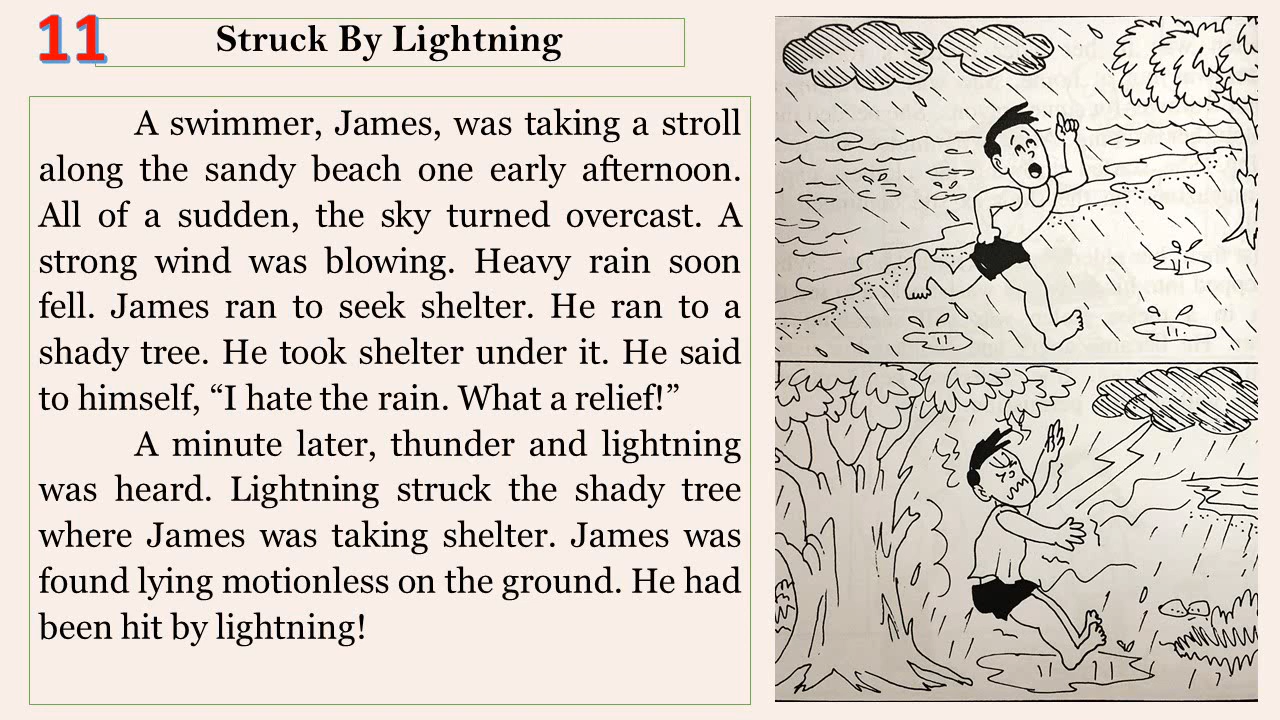 11
Struck By Lightning
A swimmer, James, was taking a stroll
along the sandy beach one early afternoon.
All of a sudden, the sky turned overcast. A
strong wind was blowing. Heavy rain soon
fell. James ran to seek shelter. He ran to a
shady tree. He took shelter under it. He said
to himself, “I hate the rain. What a relief!”
A minute later, thunder and lightning
was heard. Lightning struck the shady tree
where James was taking shelter. James was
found lying motionless on the ground. He had
been hit by lightning!